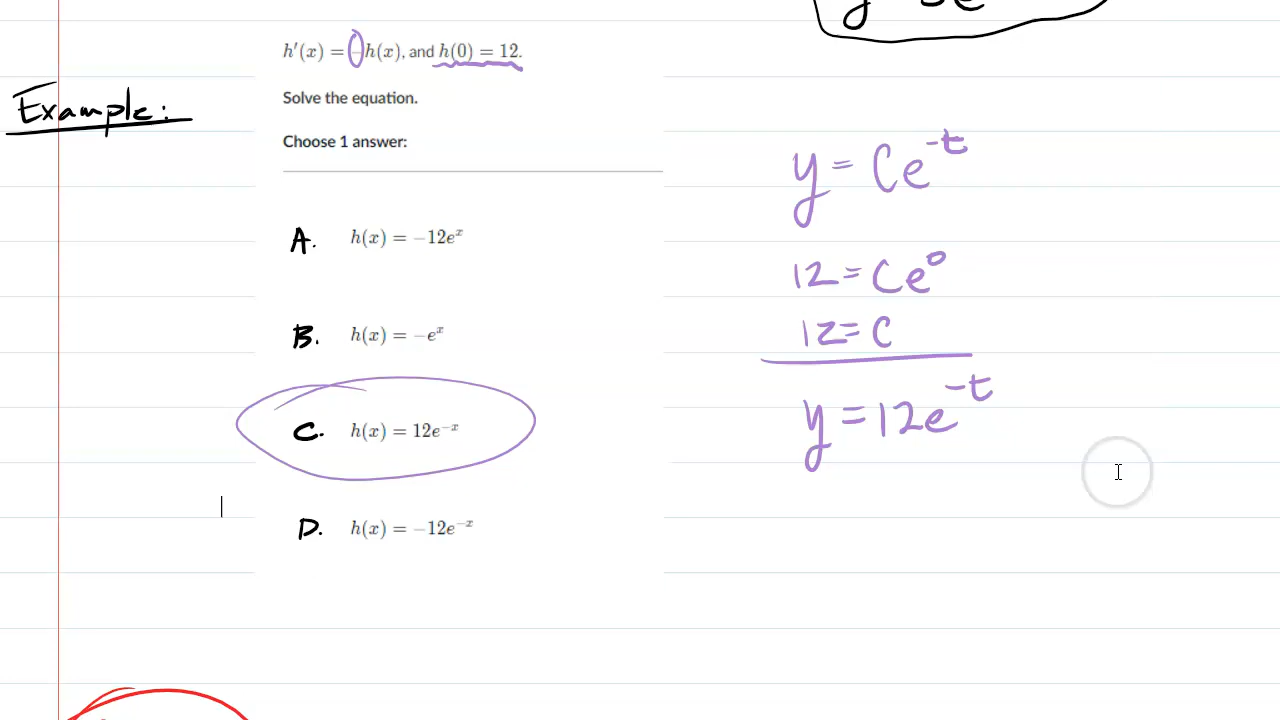 h′(x) = −h(x), and h(0) = 12.
Example:
Solve the equation.
Choose 1 answer:
A. h(x) = −12e^x
B. h(x) = −e^x
C. h(x) = 12e^−x
D. h(x) = −12e^−x
y = Ce^−t
12 = Ce^0
12 = C
y = 12e^−t